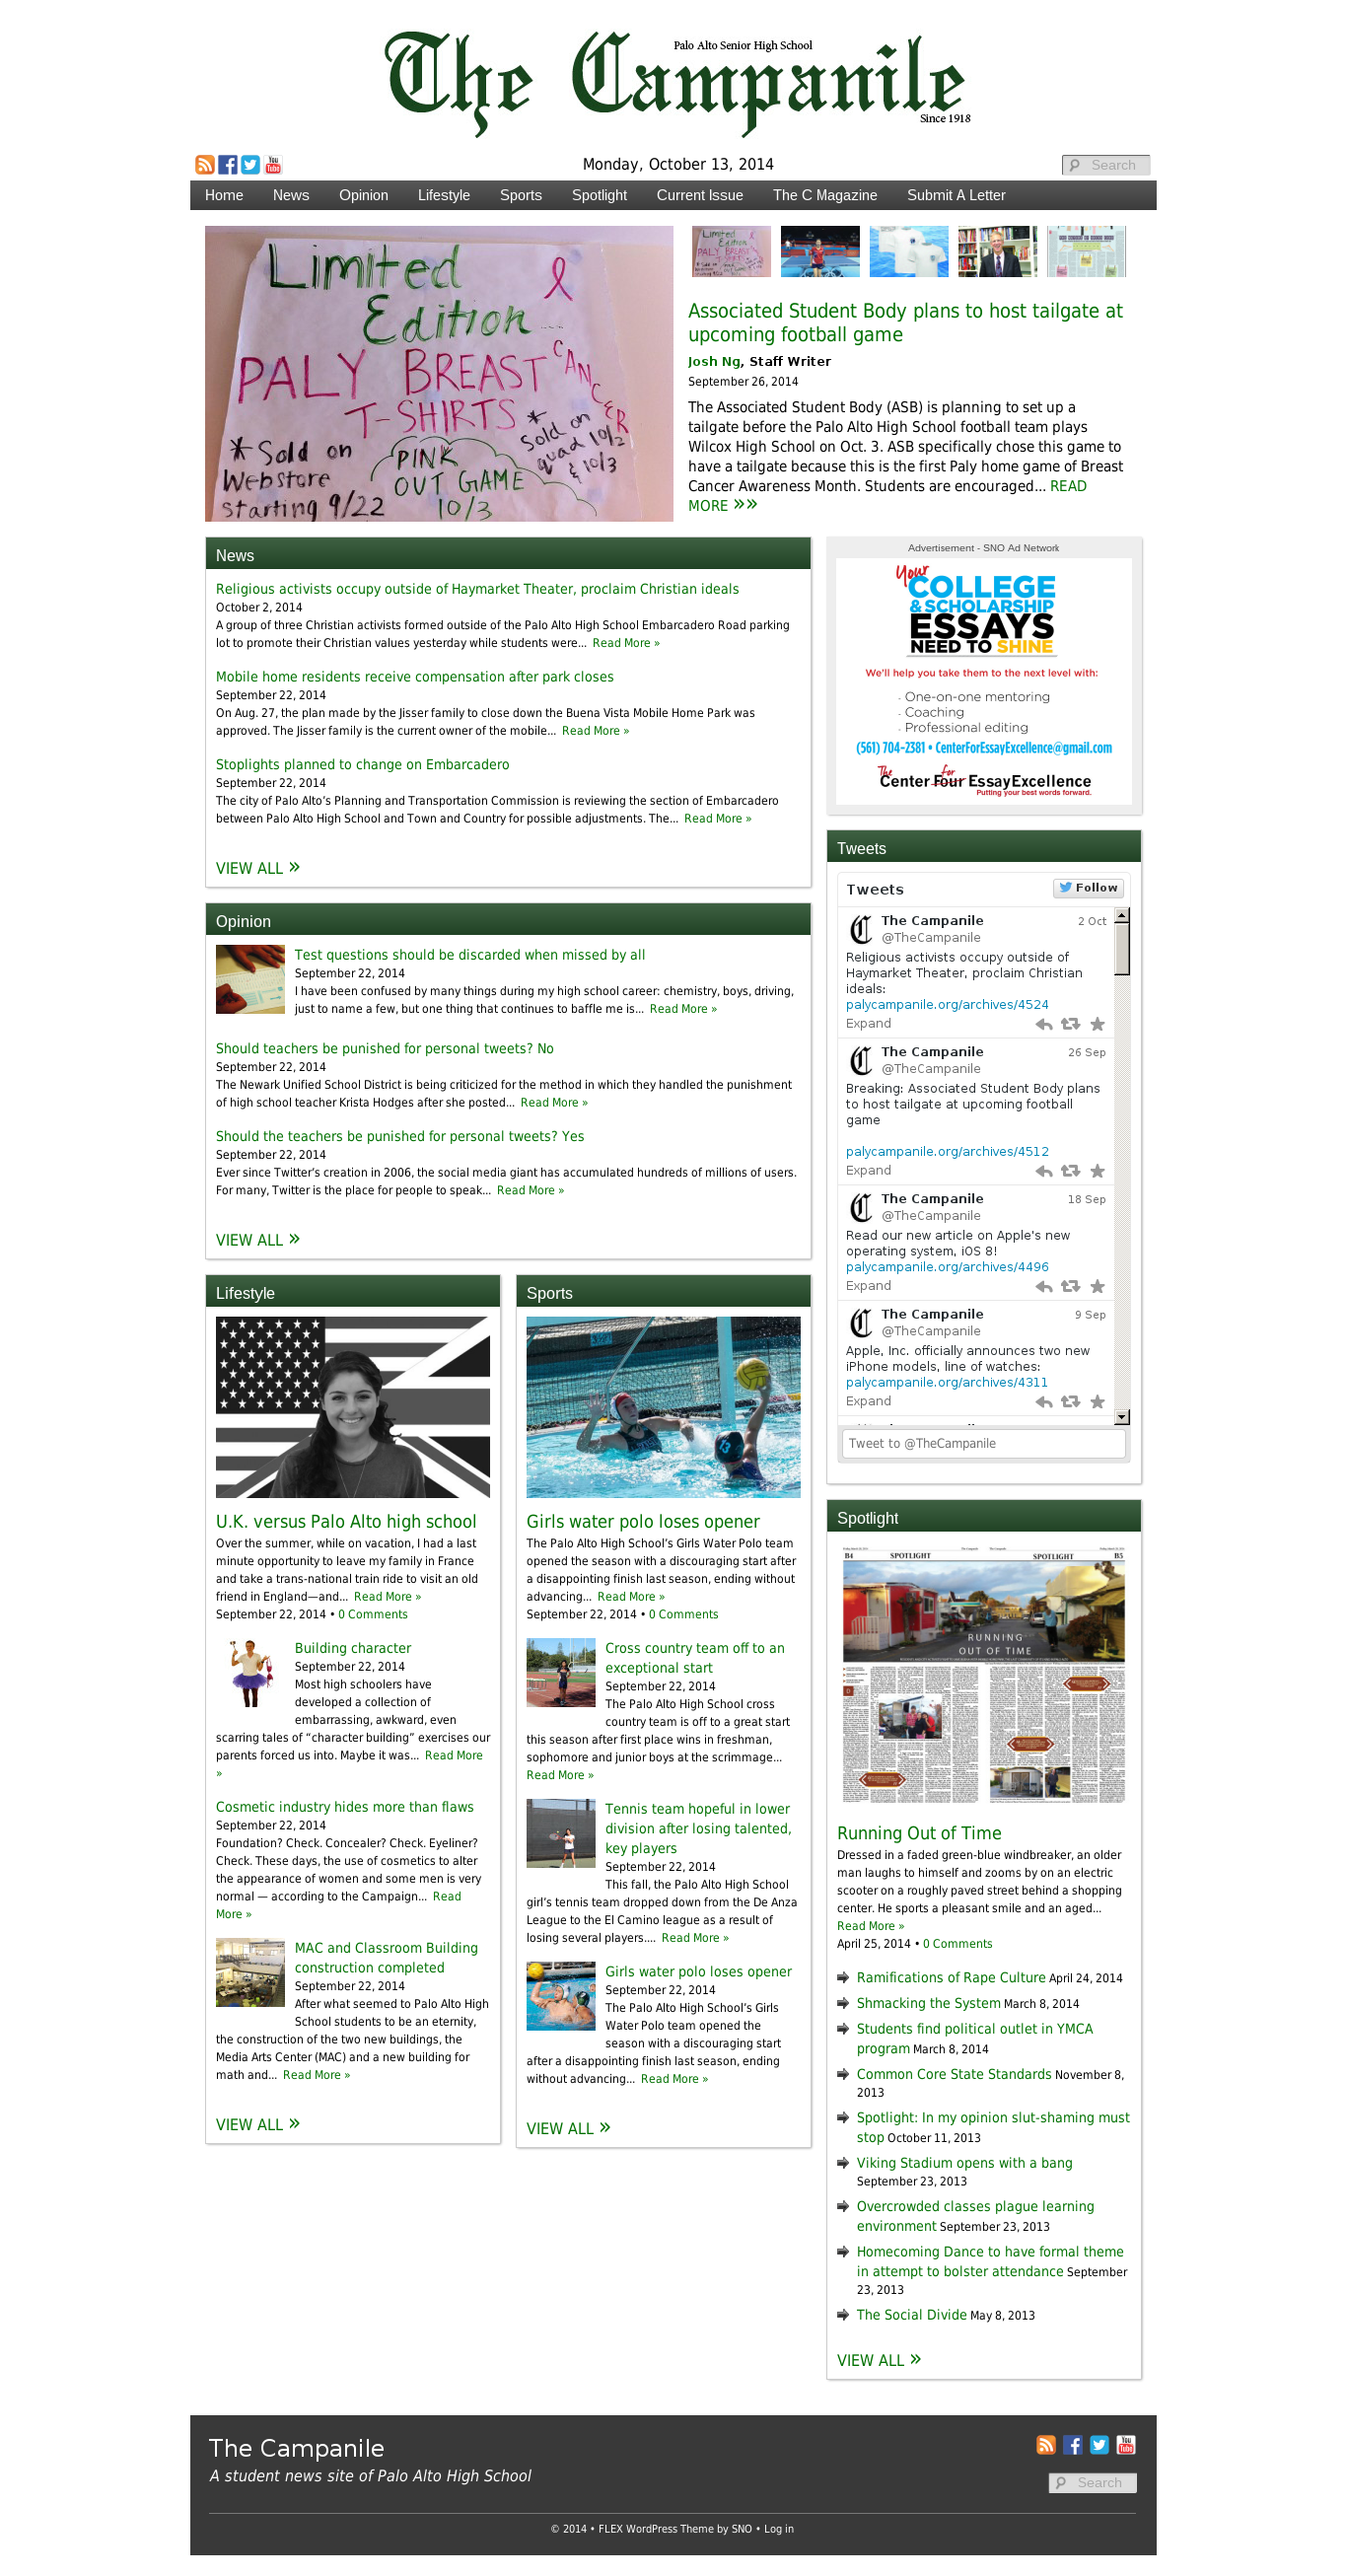 The Campanile
Palo Alto Senior High School
Since 1918
Monday, October 13, 2014
Search
Home News Opinion Lifestyle Sports Spotlight Current Issue The C Magazine Submit A Letter
Limited
Edition
PALY BREAST
CANCER
T-SHIRTS
* Sold on
Webstore
starting 9/22
PINK
OUT GAME
10/3
* Sold on
quad 10/2
& 10/3
Associated Student Body plans to host tailgate at
upcoming football game
Josh Ng, Staff Writer
September 26, 2014
The Associated Student Body (ASB) is planning to set up a
tailgate before the Palo Alto High School football team plays
Wilcox High School on Oct. 3. ASB specifically chose this game to
have a tailgate because this is the first Paly home game of Breast
Cancer Awareness Month. Students are encouraged... READ
MORE »»
News
Religious activists occupy outside of Haymarket Theater, proclaim Christian ideals
October 2, 2014
A group of three Christian activists formed outside of the Palo Alto High School Embarcadero Road parking
lot to promote their Christian values yesterday while students were... Read More »
Mobile home residents receive compensation after park closes
September 22, 2014
On Aug. 27, the plan made by the Jisser family to close down the Buena Vista Mobile Home Park was
approved. The Jisser family is the current owner of the mobile... Read More »
Stoplights planned to change on Embarcadero
September 22, 2014
The city of Palo Alto’s Planning and Transportation Commission is reviewing the section of Embarcadero
between Palo Alto High School and Town and Country for possible adjustments. The... Read More »
VIEW ALL »
Opinion
Test questions should be discarded when missed by all
September 22, 2014
I have been confused by many things during my high school career: chemistry, boys, driving,
just to name a few, but one thing that continues to baffle me is... Read More »
Should teachers be punished for personal tweets? No
September 22, 2014
The Newark Unified School District is being criticized for the method in which they handled the punishment
of high school teacher Krista Hodges after she posted... Read More »
Should the teachers be punished for personal tweets? Yes
September 22, 2014
Ever since Twitter’s creation in 2006, the social media giant has accumulated hundreds of millions of users.
For many, Twitter is the place for people to speak... Read More »
VIEW ALL »
Lifestyle
U.K. versus Palo Alto high school
Over the summer, while on vacation, I had a last
minute opportunity to leave my family in France
and take a trans-national train ride to visit an old
friend in England—and... Read More »
September 22, 2014 • 0 Comments
Building character
September 22, 2014
Most high schoolers have
developed a collection of
embarrassing, awkward, even
scarring tales of “character building” exercises our
parents forced us into. Maybe it was... Read More
»
Cosmetic industry hides more than flaws
September 22, 2014
Foundation? Check. Concealer? Check. Eyeliner?
Check. These days, the use of cosmetics to alter
the appearance of women and some men is very
normal — according to the Campaign... Read
More »
MAC and Classroom Building
construction completed
September 22, 2014
After what seemed to Palo Alto High
School students to be an eternity,
the construction of the two new buildings, the
Media Arts Center (MAC) and a new building for
math and... Read More »
VIEW ALL »
Sports
Girls water polo loses opener
The Palo Alto High School’s Girls Water Polo team
opened the season with a discouraging start after
a disappointing finish last season, ending without
advancing... Read More »
September 22, 2014 • 0 Comments
Cross country team off to an
exceptional start
September 22, 2014
The Palo Alto High School cross
country team is off to a great start
this season after first place wins in freshman,
sophomore and junior boys at the scrimmage...
Read More »
Tennis team hopeful in lower
division after losing talented,
key players
September 22, 2014
This fall, the Palo Alto High School
girl’s tennis team dropped down from the De Anza
League to the El Camino league as a result of
losing several players.... Read More »
Girls water polo loses opener
September 22, 2014
The Palo Alto High School’s Girls
Water Polo team opened the
season with a discouraging start
after a disappointing finish last season, ending
without advancing... Read More »
VIEW ALL »
Advertisement - SNO Ad Network
Your
COLLEGE
& SCHOLARSHIP
ESSAYS
NEED TO SHINE
We'll help you take them to the next level with:
- One-on-one mentoring
- Coaching
- Professional editing
(561) 704-2381 • CenterForEssayExcellence@gmail.com
The Center Four for EssayExcellence
Putting your best words forward.
Tweets
Tweets
Follow
The Campanile 2 Oct
@TheCampanile
Religious activists occupy outside of
Haymarket Theater, proclaim Christian
ideals:
palycampanile.org/archives/4524
Expand
The Campanile 26 Sep
@TheCampanile
Breaking: Associated Student Body plans
to host tailgate at upcoming football
game
palycampanile.org/archives/4512
Expand
The Campanile 18 Sep
@TheCampanile
Read our new article on Apple's new
operating system, iOS 8!
palycampanile.org/archives/4496
Expand
The Campanile 9 Sep
@TheCampanile
Apple, Inc. officially announces two new
iPhone models, line of watches:
palycampanile.org/archives/4311
Expand
Tweet to @TheCampanile
Spotlight
B4 SPOTLIGHT SPOTLIGHT B5
RUNNING
OUT OF TIME
Running Out of Time
Dressed in a faded green-blue windbreaker, an older
man laughs to himself and zooms by on an electric
scooter on a roughly paved street behind a shopping
center. He sports a pleasant smile and an aged...
Read More »
April 25, 2014 • 0 Comments
Ramifications of Rape Culture April 24, 2014
Shmacking the System March 8, 2014
Students find political outlet in YMCA
program March 8, 2014
Common Core State Standards November 8,
2013
Spotlight: In my opinion slut-shaming must
stop October 11, 2013
Viking Stadium opens with a bang
September 23, 2013
Overcrowded classes plague learning
environment September 23, 2013
Homecoming Dance to have formal theme
in attempt to bolster attendance September
23, 2013
The Social Divide May 8, 2013
VIEW ALL »
The Campanile
A student news site of Palo Alto High School
Search
© 2014 • FLEX WordPress Theme by SNO • Log in